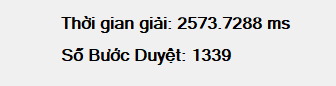 Thời gian giải: 2573.7288 ms
Số Bước Duyệt: 1339